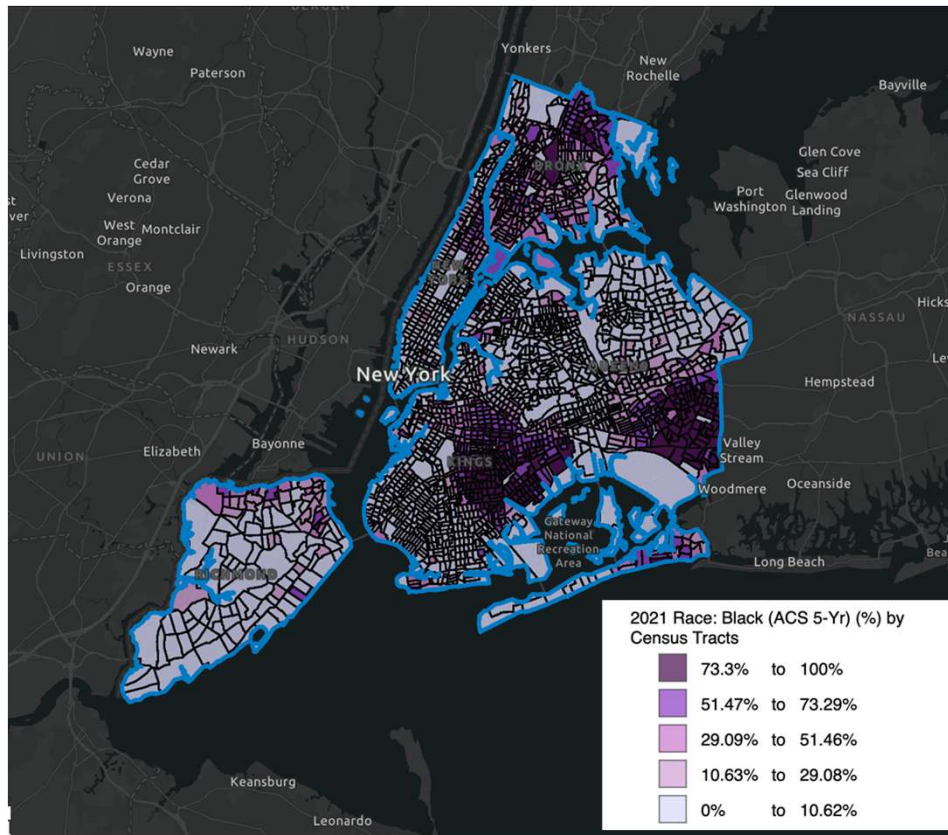 BERGEN
Wayne
Yonkers
Paterson
New
Rochelle
Bayville
Cedar
Grove
Glen Cove
Sea Cliff
BRONX
Verona
Port
Washington
Glenwood
Landing
West
Orange
Montclair
Livingston
ESSEX
Orange
NEW
YORK
Hicks
NASSAU
HUDSON
Newark
New York
QUEENS
Hempstead
Elizabeth
Bayonne
Valley
Stream
UNION
KINGS
Woodmere
Oceanside
Gateway
National
Recreation
Area
Long Beach
RICHMOND
Keansburg
Leonardo
2021 Race: Black (ACS 5-Yr) (%) by
Census Tracts
73.3% to 100%
51.47% to 73.29%
29.09% to 51.46%
10.63% to 29.08%
0% to 10.62%